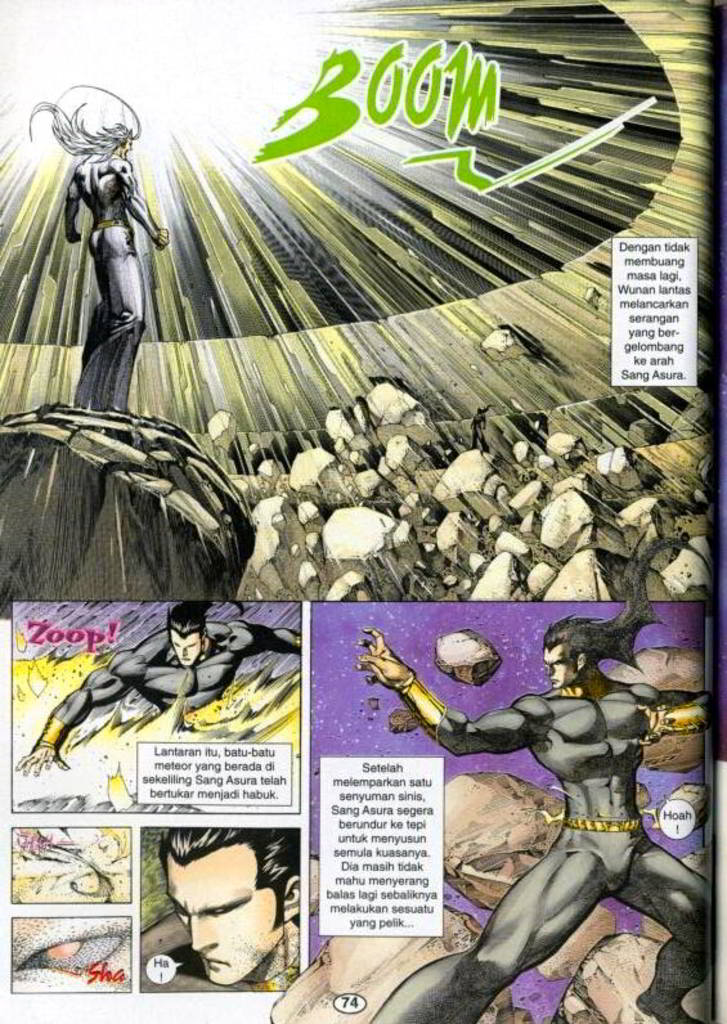 BOOM
Dengan tidak
membuang
masa lagi,
Wunan lantas
melancarkan
serangan
yang ber-
gelombang
ke arah
Sang Asura.
Zoop!
Lantaran itu, batu-batu
meteor yang berada di
sekeliling Sang Asura telah
bertukar menjadi habuk.
Setelah
melemparkan satu
senyuman sinis,
Sang Asura segera
berundur ke tepi
untuk menyusun
semula kuasanya.
Dia masih tidak
mahu menyerang
balas lagi sebaliknya
melakukan sesuatu
yang pelik...
Hoah
!
Sha
Ha
!
74